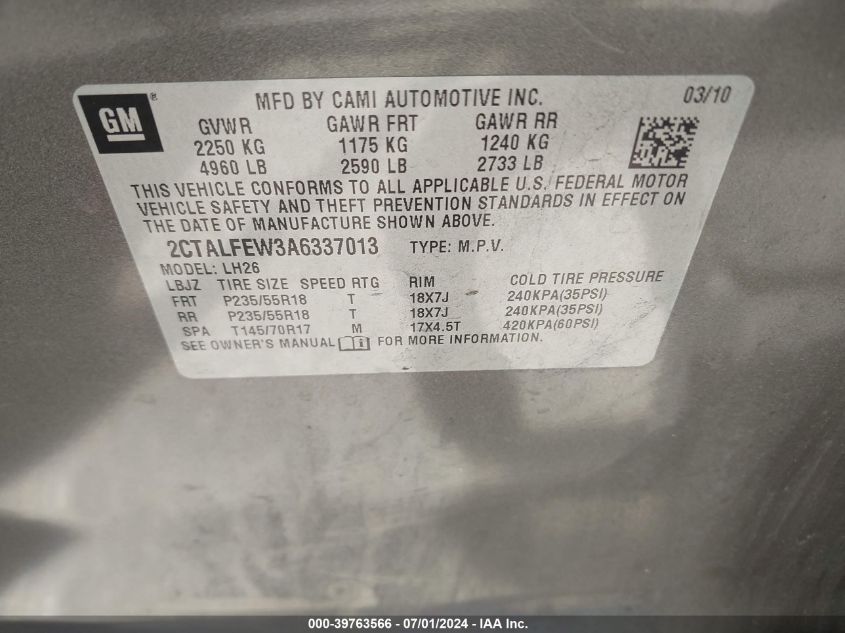 GM®
MFD BY CAMI AUTOMOTIVE INC. 03/10
GVWR GAWR FRT GAWR RR
2250 KG 1175 KG 1240 KG
4960 LB 2590 LB 2733 LB
THIS VEHICLE CONFORMS TO ALL APPLICABLE U.S. FEDERAL MOTOR
VEHICLE SAFETY AND THEFT PREVENTION STANDARDS IN EFFECT ON
THE DATE OF MANUFACTURE SHOWN ABOVE.
2CTALFEW3A6337013 TYPE: M.P.V.
MODEL: LH26
LBJZ TIRE SIZE SPEED RTG RIM COLD TIRE PRESSURE
FRT P235/55R18 T 18X7J 240KPA(35PSI)
RR P235/55R18 T 18X7J 240KPA(35PSI)
SPA T145/70R17 M 17X4.5T 420KPA(60PSI)
SEE OWNER'S MANUAL FOR MORE INFORMATION.
000-39763566 - 07/01/2024 - IAA Inc.